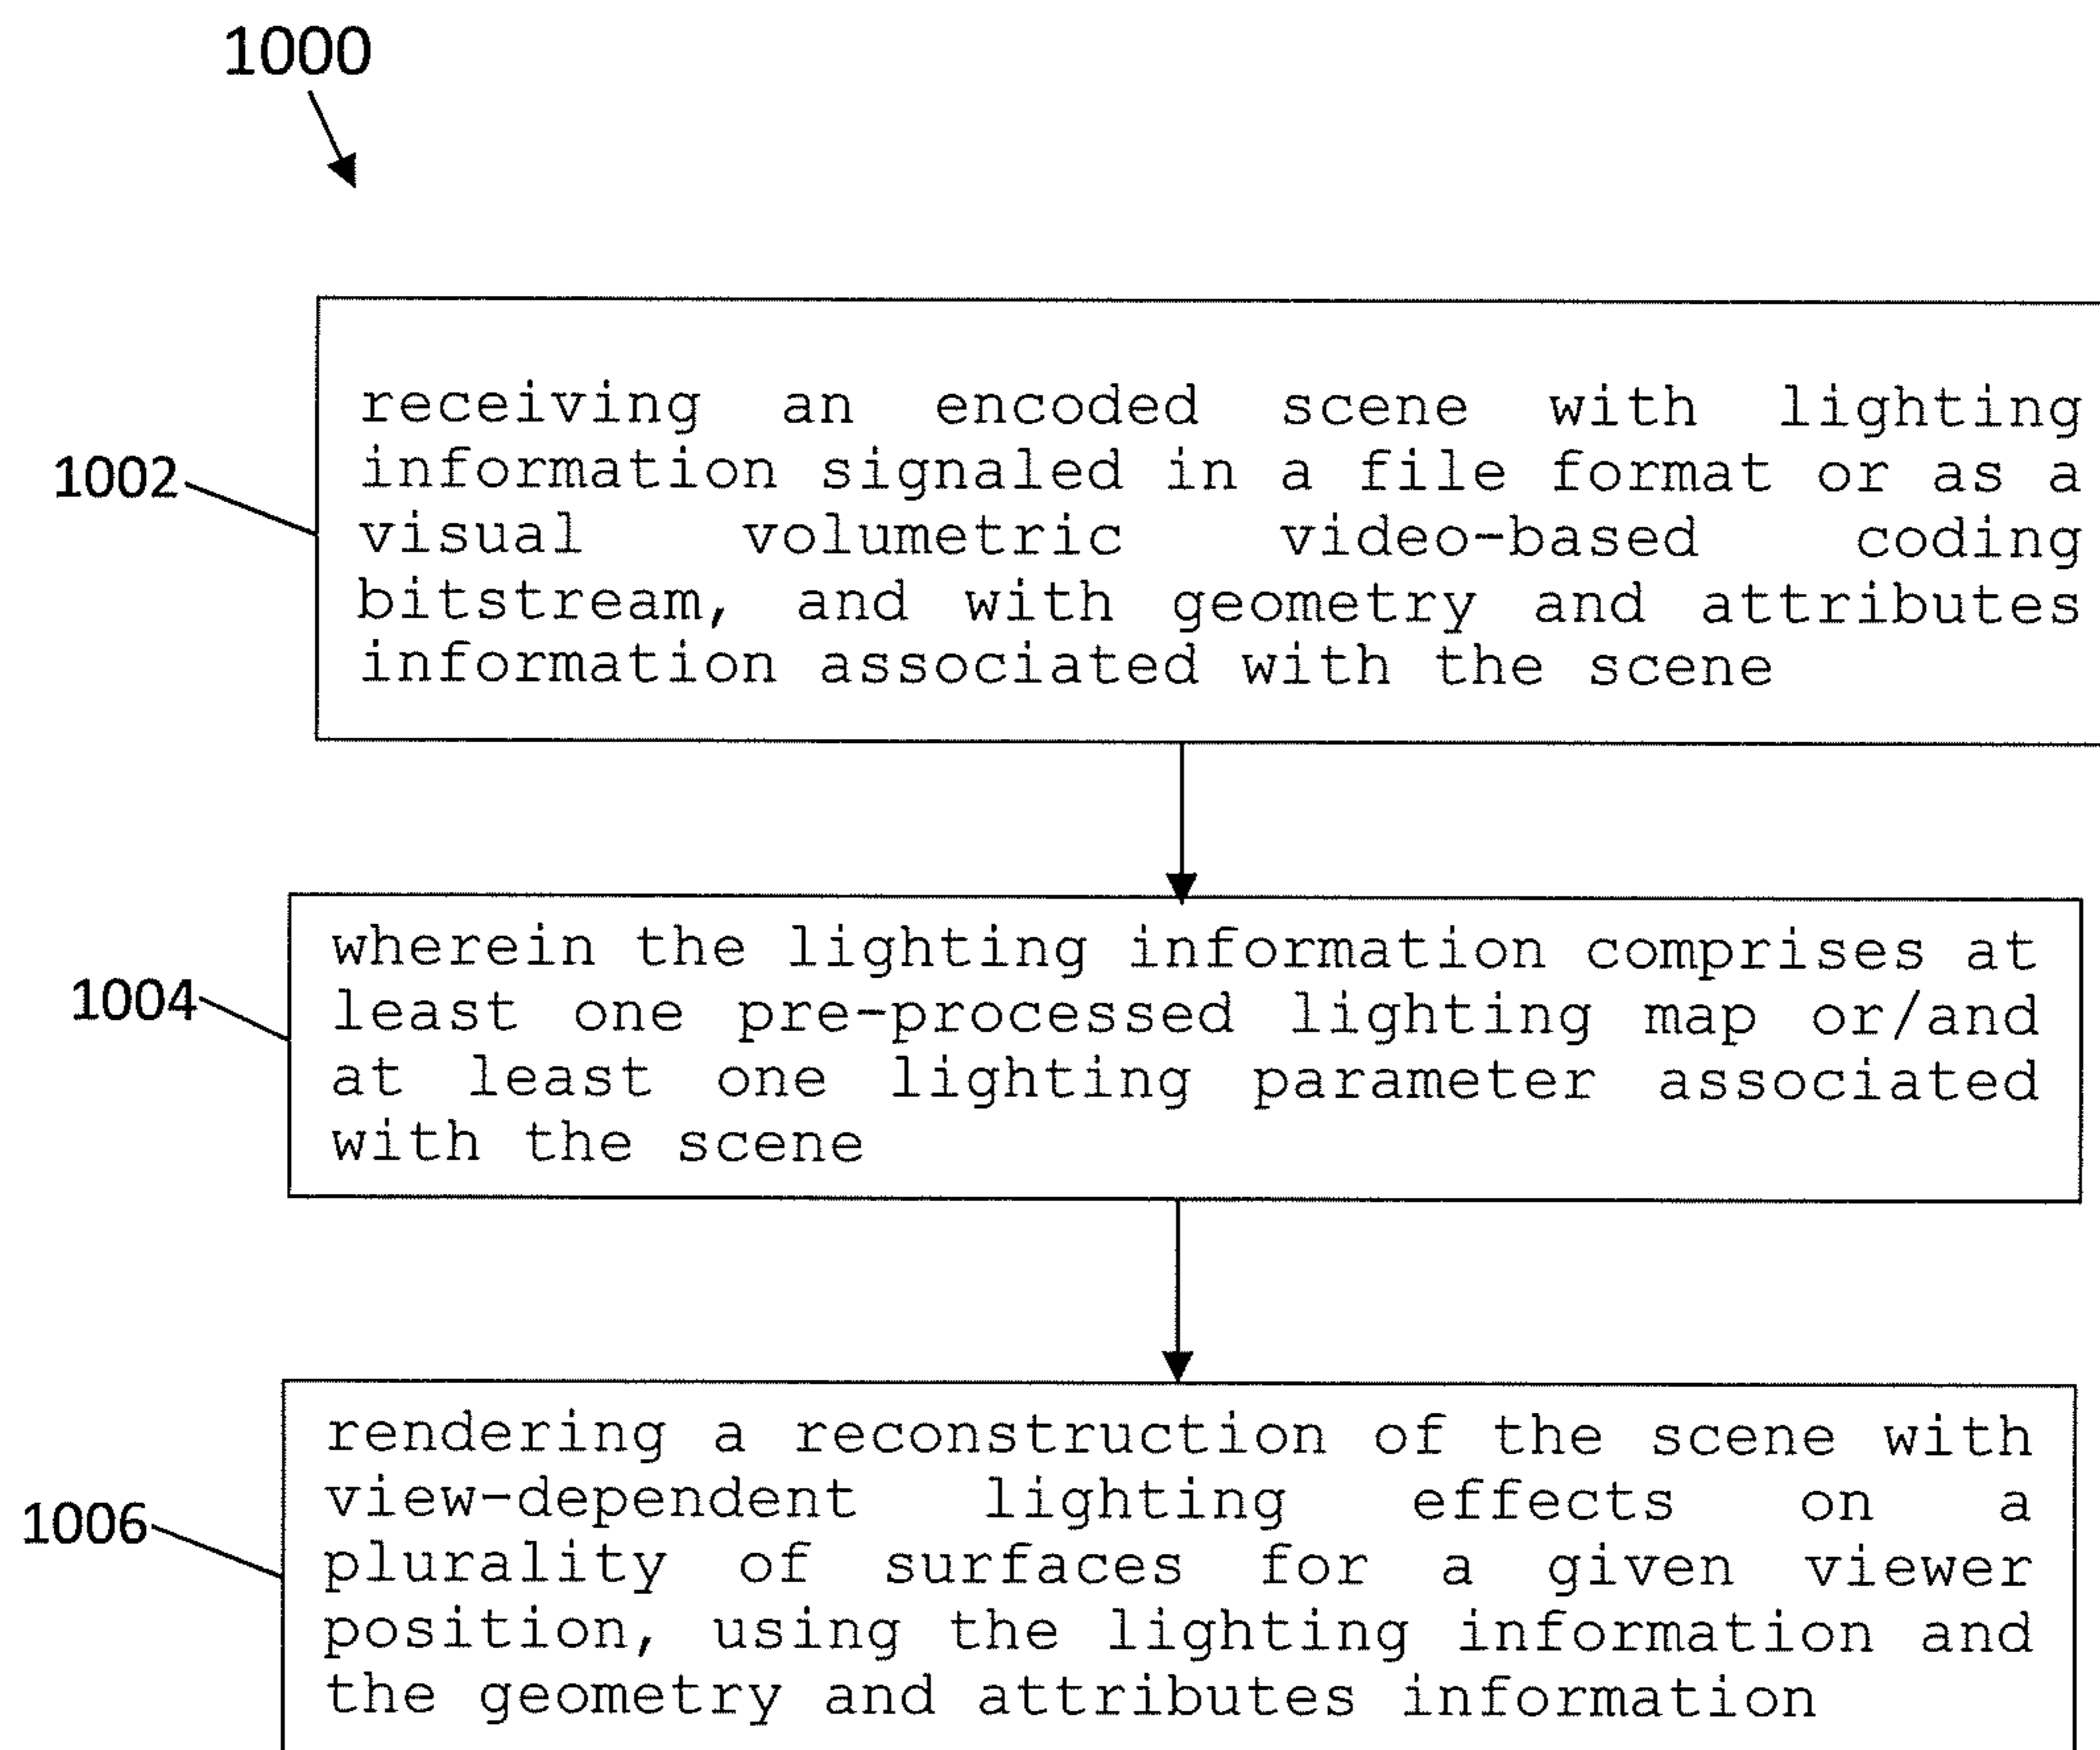 1000
1002
receiving an encoded scene with lighting
information signaled in a file format or as a
visual volumetric video-based coding
bitstream, and with geometry and attributes
information associated with the scene
1004
wherein the lighting information comprises at
least one pre-processed lighting map or/and
at least one lighting parameter associated
with the scene
1006
rendering a reconstruction of the scene with
view-dependent lighting effects on a
plurality of surfaces for a given viewer
position, using the lighting information and
the geometry and attributes information